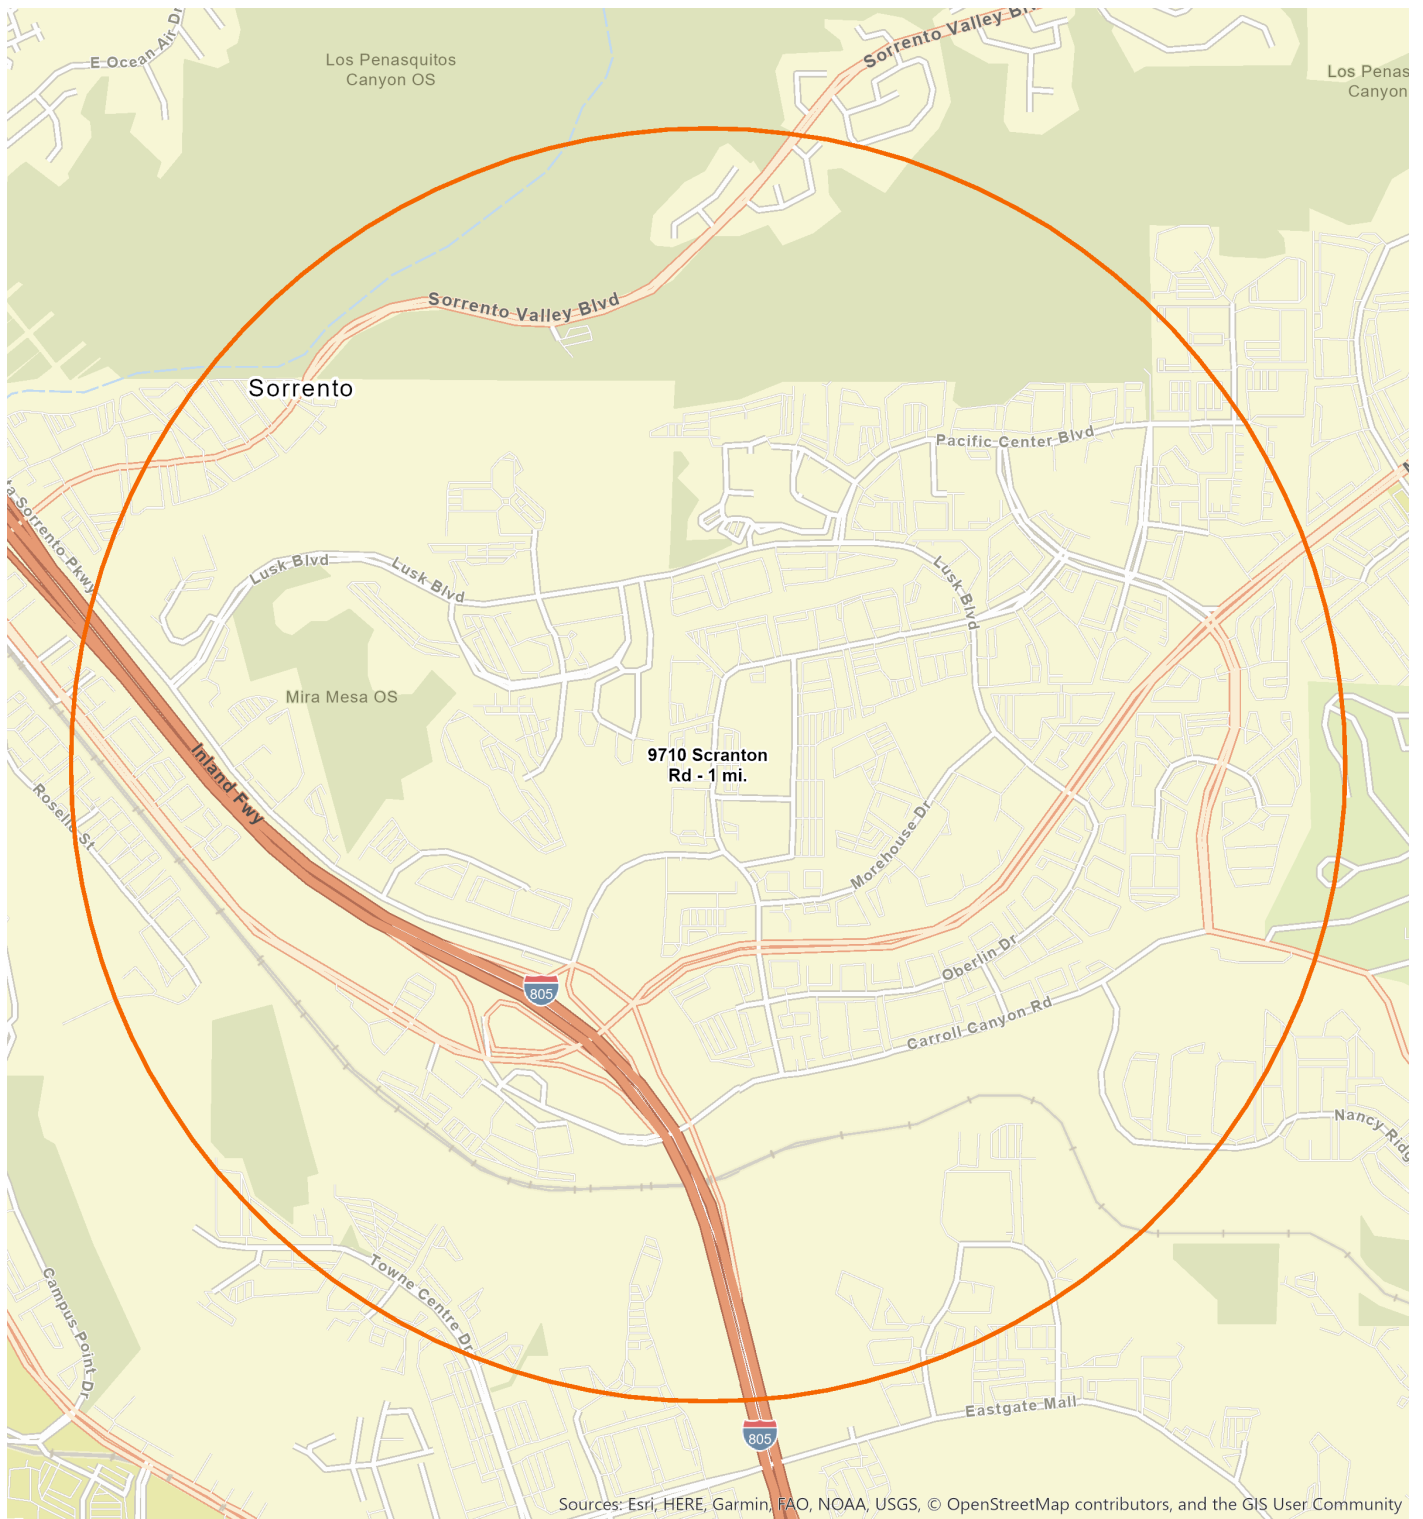 Sorrento Valley Bl
E Ocean Air Dr
Los Penasquitos
Canyon OS
Los Penas
Canyon
Sorrento Valley Blvd
Sorrento
Pacific Center Blvd
ta Sorrento Pkwy
Lusk Blvd
Lusk Blvd
Lusk Blvd
Mira Mesa OS
9710 Scranton
Rd - 1 mi.
Inland Fwy
Roselle St
Morehouse Dr
Oberlin Dr
805
Carroll Canyon Rd
Nancy Ridg
Towne Centre Dr
Campus Point Dr
Eastgate Mall
805
Sources: Esri, HERE, Garmin, FAO, NOAA, USGS, © OpenStreetMap contributors, and the GIS User Community